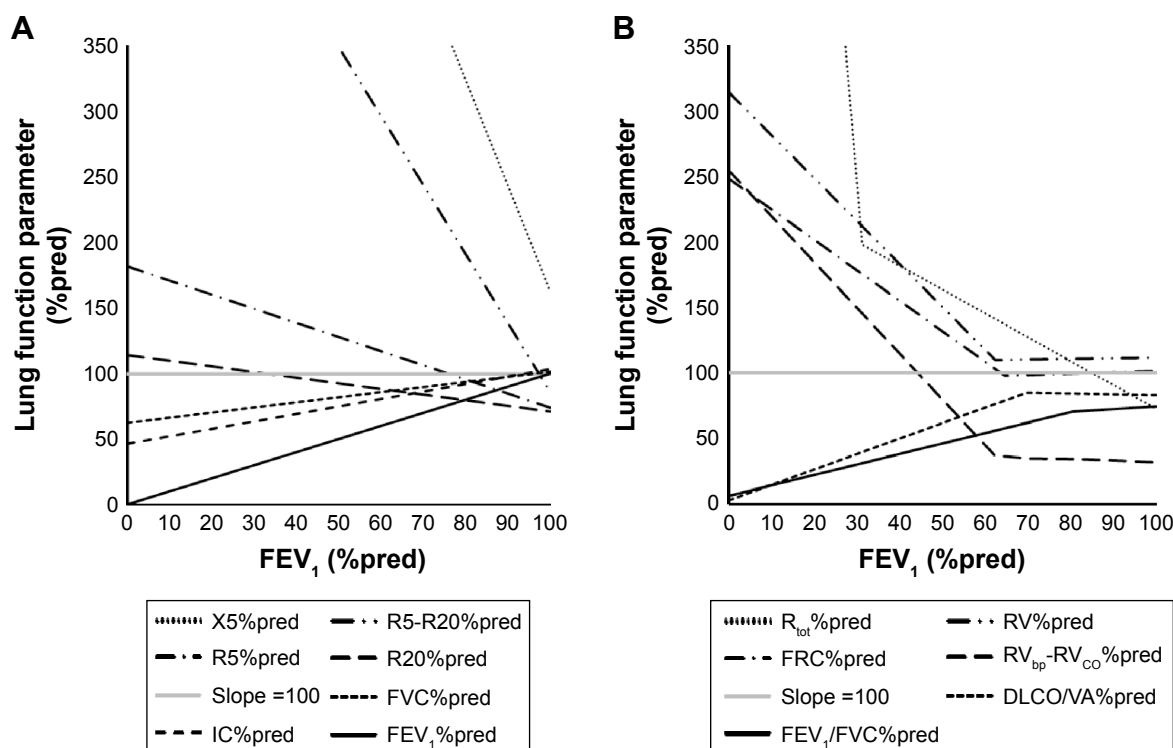 A
B
350
300
250
200
150
100
50
0
Lung function parameter
(%pred)
0 10 20 30 40 50 60 70 80 90 100
FEV₁ (%pred)
350
300
250
200
150
100
50
0
Lung function parameter
(%pred)
0 10 20 30 40 50 60 70 80 90 100
FEV₁ (%pred)
X5%pred R5-R20%pred
R5%pred R20%pred
Slope =100 FVC%pred
IC%pred FEV₁%pred
R_tot%pred RV%pred
FRC%pred RV_bp-RV_CO%pred
Slope =100 DLCO/VA%pred
FEV₁/FVC%pred